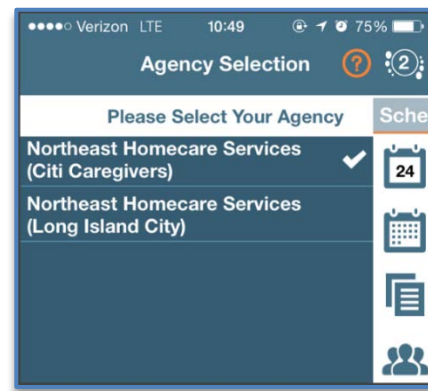 Verizon LTE 10:49 75%
Agency Selection ? 2
Please Select Your Agency Sche
Northeast Homecare Services
(Citi Caregivers)
24
Northeast Homecare Services
(Long Island City)